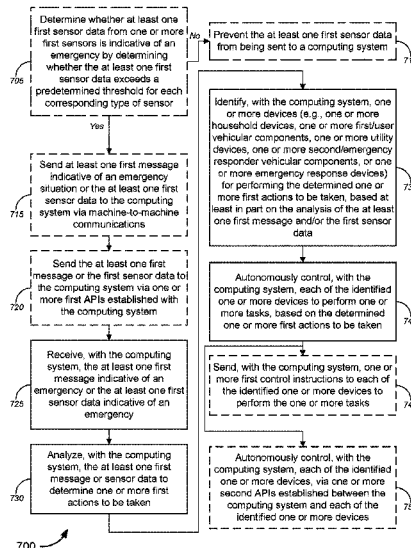 Determine whether at least one
first sensor data from one or more
first sensors is indicative of an
emergency by determining
whether the at least one first
sensor data exceeds a
predetermined threshold for each
corresponding type of sensor
705
No
Prevent the at least one first sensor data
from being sent to a computing system
Yes
Send at least one first message
indicative of an emergency
situation or the at least one first
sensor data to the computing
system via machine-to-machine
communications
715
Send the at least one first
message or the first sensor data to
the computing system via one or
more first APIs established with
the computing system
720
Receive, with the computing
system, the at least one first
message indicative of an
emergency or the at least one first
sensor data indicative of an
emergency
725
Analyze, with the computing
system, the at least one first
message or sensor data to
determine one or more first
actions to be taken
730
700
Identify, with the computing system, one
or more devices (e.g., one or more
household devices, one or more first/user
vehicular components, one or more utility
devices, one or more second/emergency
responder vehicular components, or one
or more emergency response devices)
for performing the determined one or
more first actions to be taken, based at
least in part on the analysis of the at least
one first message and/or the first sensor
data
Autonomously control, with the
computing system, each of the identified
one or more devices to perform one or
more tasks, based on the determined
one or more first actions to be taken
Send, with the computing system, one or
more first control instructions to each of
the identified one or more devices to
perform the one or more tasks
Autonomously control, with the
computing system, each of the identified
one or more devices, via one or more
second APIs established between the
computing system and each of the
identified one or more devices